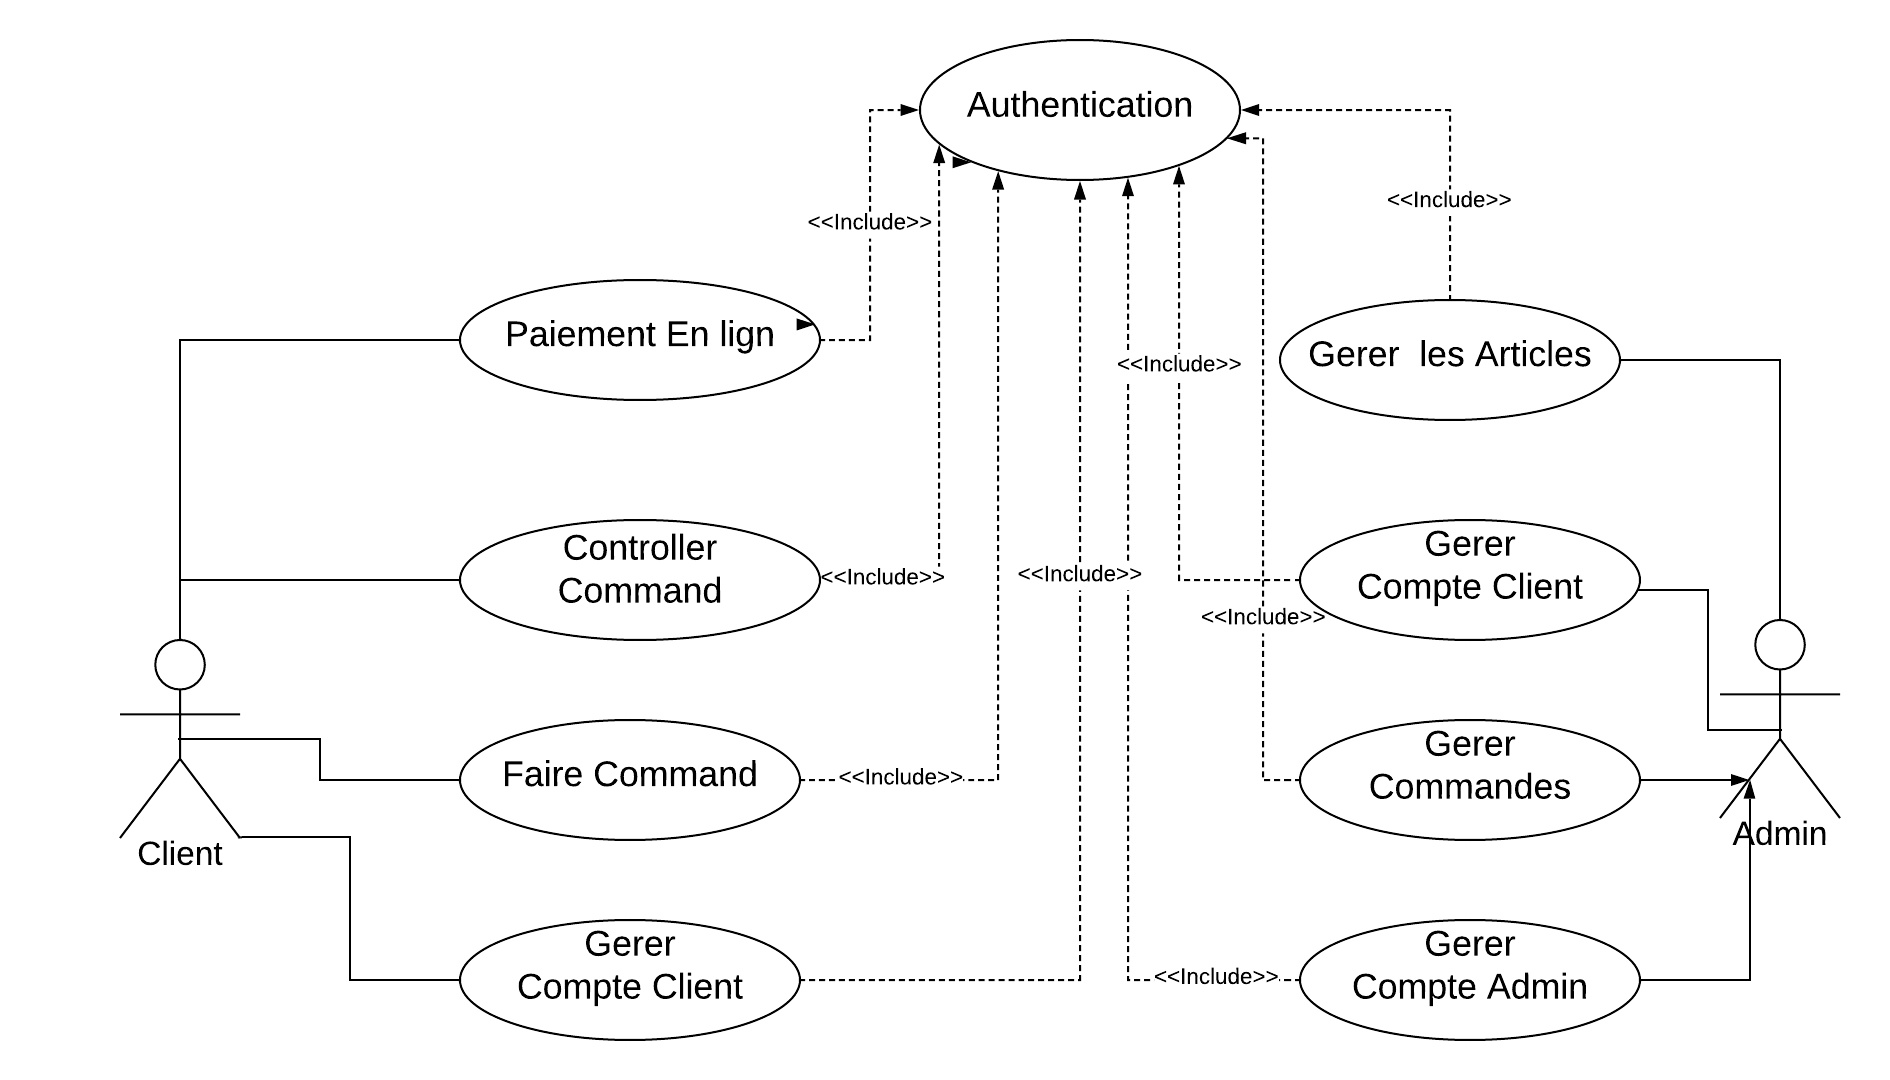 Authentication
<<Include>>
<<Include>>
Paiement En lign
Gerer  les Articles
<<Include>>
Controller
Command
<<Include>>
<<Include>>
Gerer
Compte Client
<<Include>>
Faire Command
<<Include>>
Gerer
Commandes
Client
Admin
Gerer
Compte Client
<<Include>>
Gerer
Compte Admin